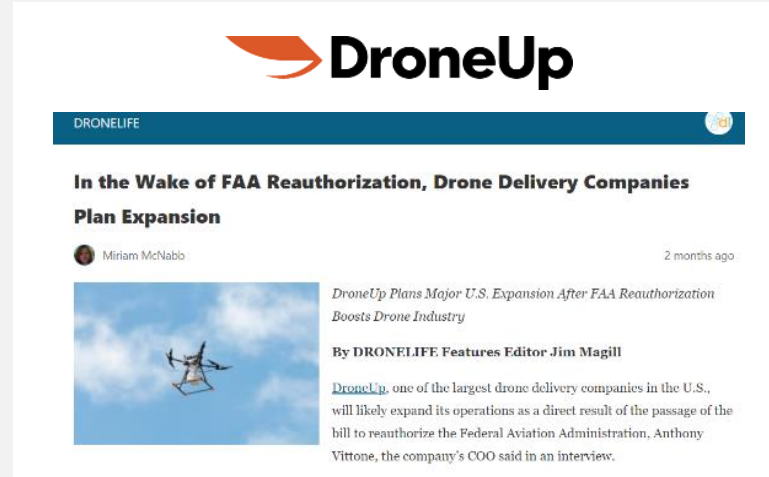 DroneUp
DRONELIFE
dl
In the Wake of FAA Reauthorization, Drone Delivery Companies
Plan Expansion
Miriam McNabb
2 months ago
DroneUp Plans Major U.S. Expansion After FAA Reauthorization
Boosts Drone Industry
By DRONELIFE Features Editor Jim Magill
DroneUp, one of the largest drone delivery companies in the U.S.,
will likely expand its operations as a direct result of the passage of the
bill to reauthorize the Federal Aviation Administration, Anthony
Vittone, the company's COO said in an interview.